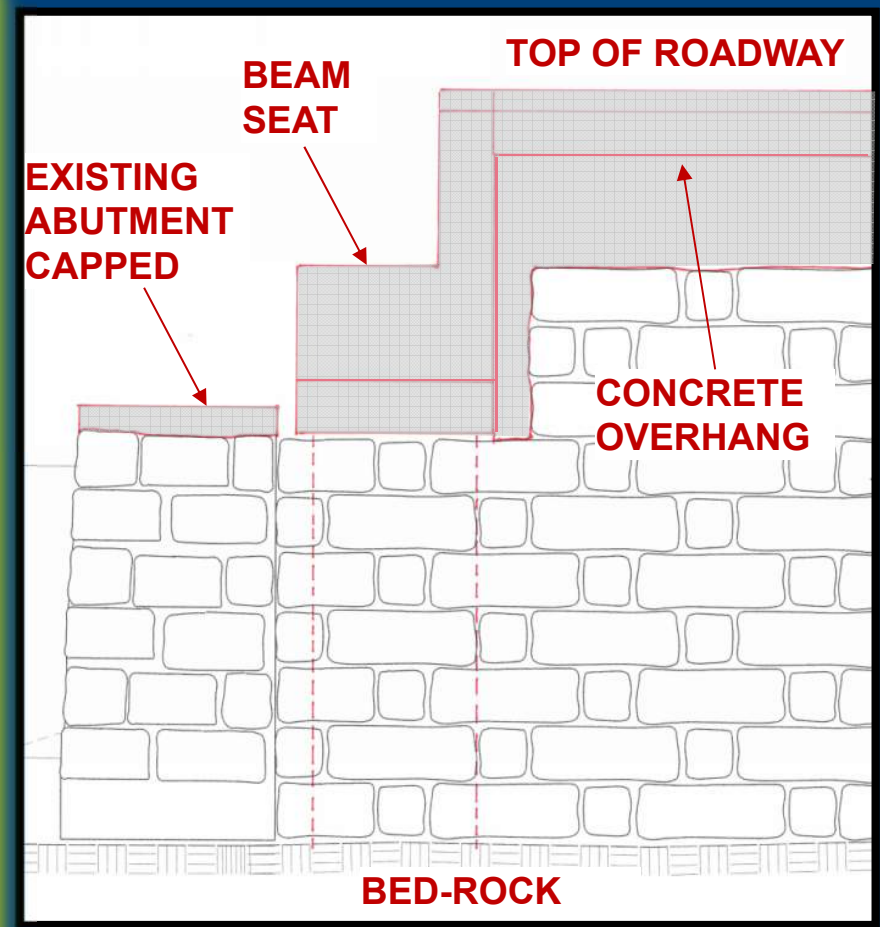 TOP OF ROADWAY
BEAM
SEAT
EXISTING
ABUTMENT
CAPPED
CONCRETE
OVERHANG
BED-ROCK